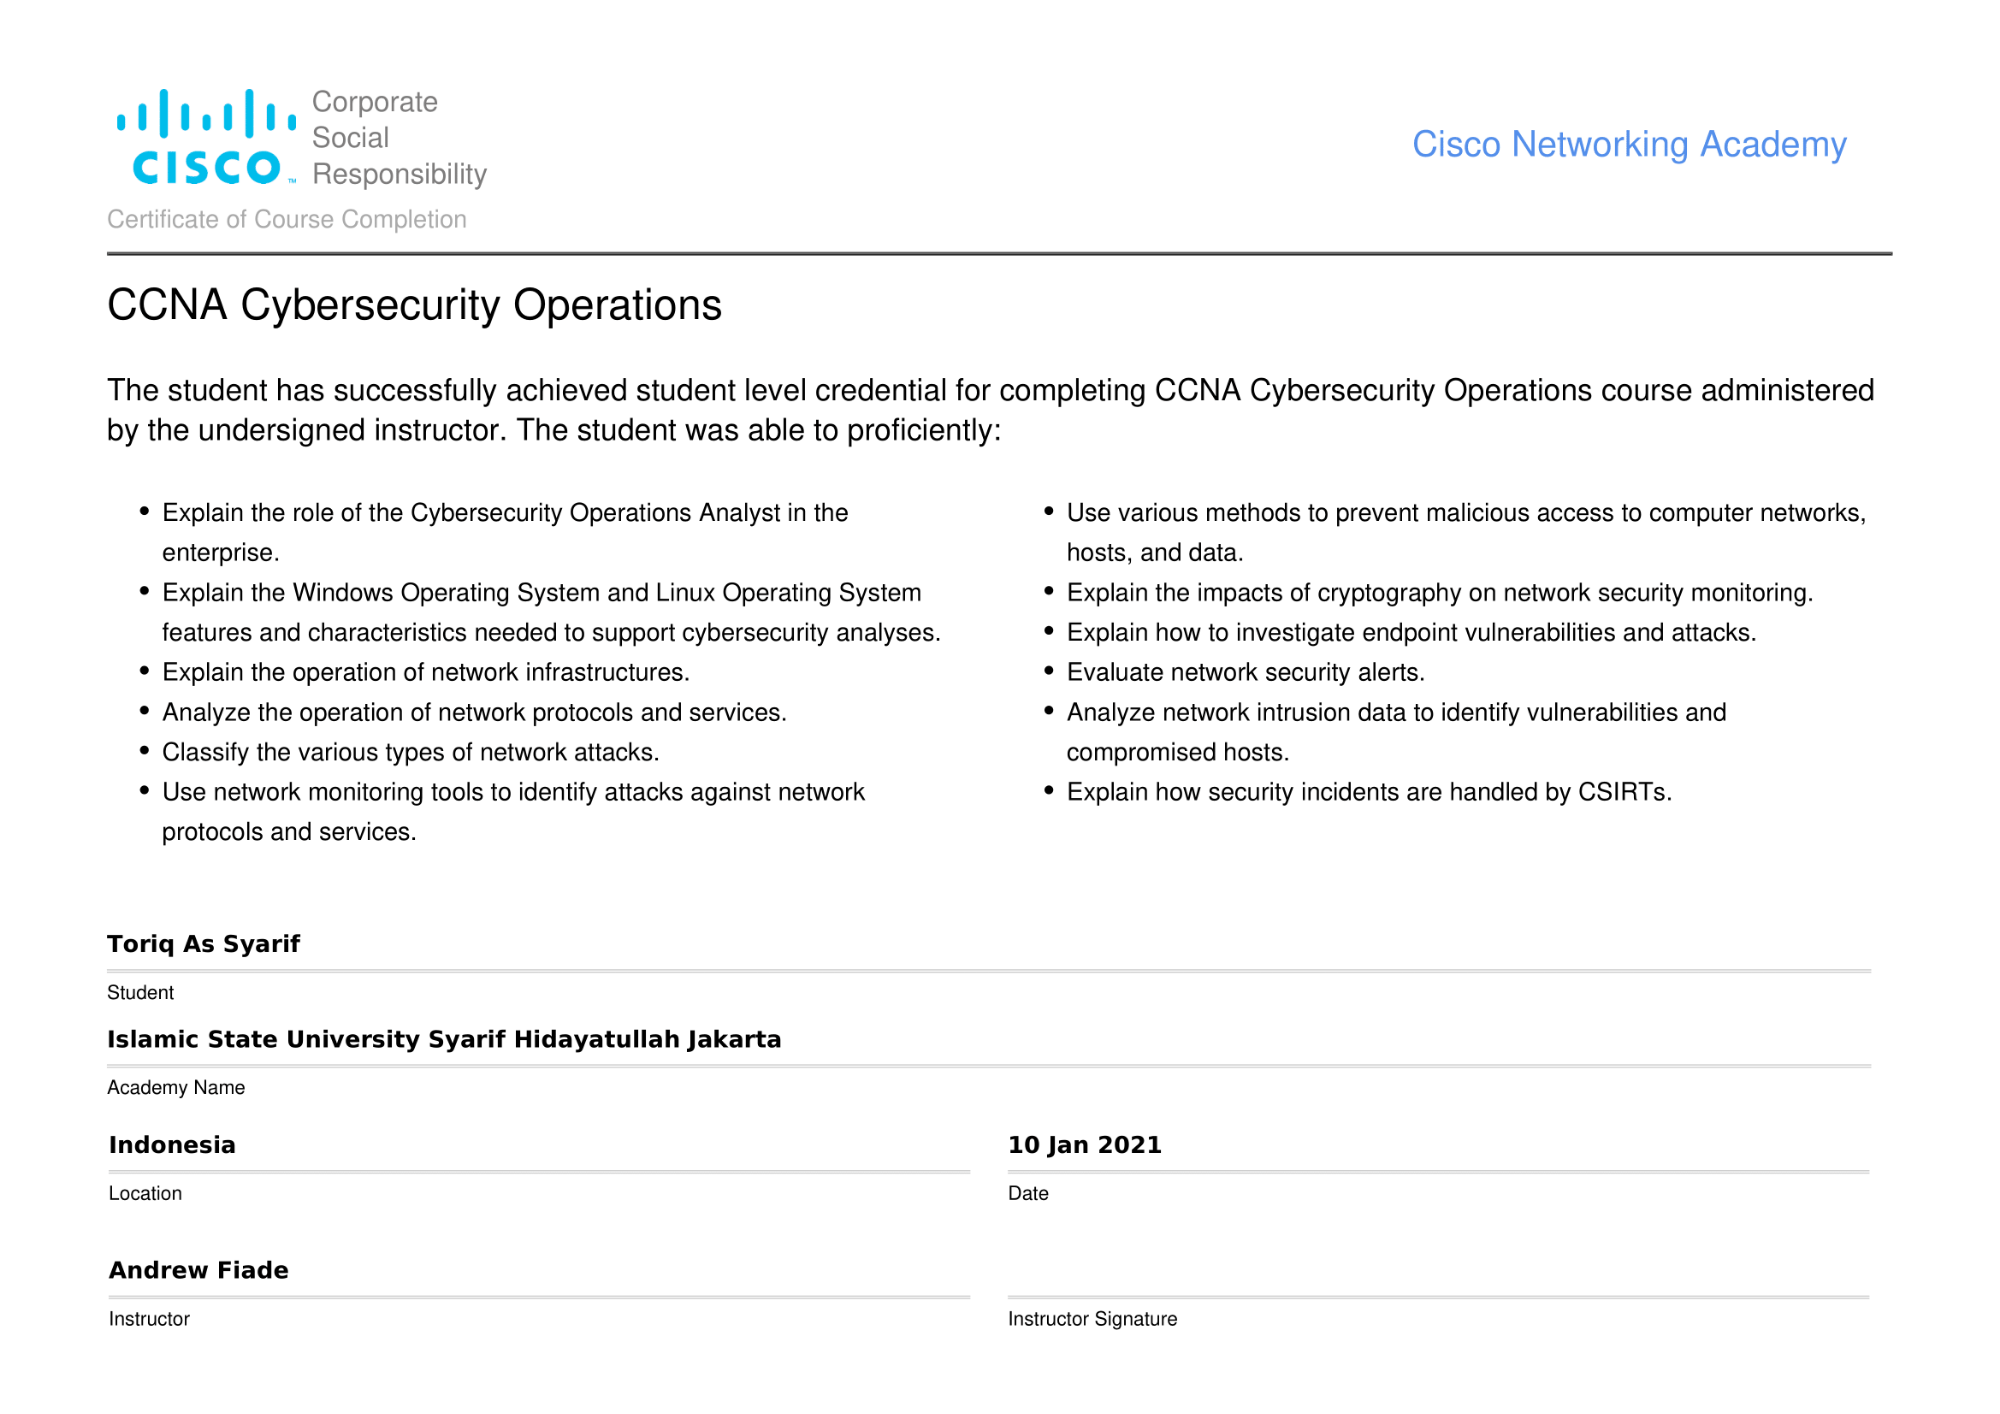 Corporate
Social
Responsibility
CISCO™
Cisco Networking Academy
Certificate of Course Completion
CCNA Cybersecurity Operations
The student has successfully achieved student level credential for completing CCNA Cybersecurity Operations course administered
by the undersigned instructor. The student was able to proficiently:
• Explain the role of the Cybersecurity Operations Analyst in the
enterprise.
• Explain the Windows Operating System and Linux Operating System
features and characteristics needed to support cybersecurity analyses.
• Explain the operation of network infrastructures.
• Analyze the operation of network protocols and services.
• Classify the various types of network attacks.
• Use network monitoring tools to identify attacks against network
protocols and services.
• Use various methods to prevent malicious access to computer networks,
hosts, and data.
• Explain the impacts of cryptography on network security monitoring.
• Explain how to investigate endpoint vulnerabilities and attacks.
• Evaluate network security alerts.
• Analyze network intrusion data to identify vulnerabilities and
compromised hosts.
• Explain how security incidents are handled by CSIRTs.
Toriq As Syarif
Student
Islamic State University Syarif Hidayatullah Jakarta
Academy Name
Indonesia
Location
10 Jan 2021
Date
Andrew Fiade
Instructor
Instructor Signature